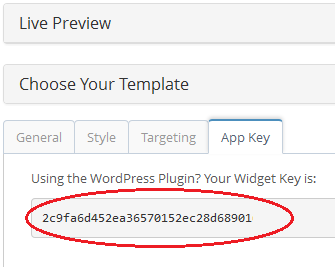 Live Preview
Choose Your Template
General Style Targeting App Key
Using the WordPress Plugin? Your Widget Key is:
2c9fa6d452ea36570152ec28d68901